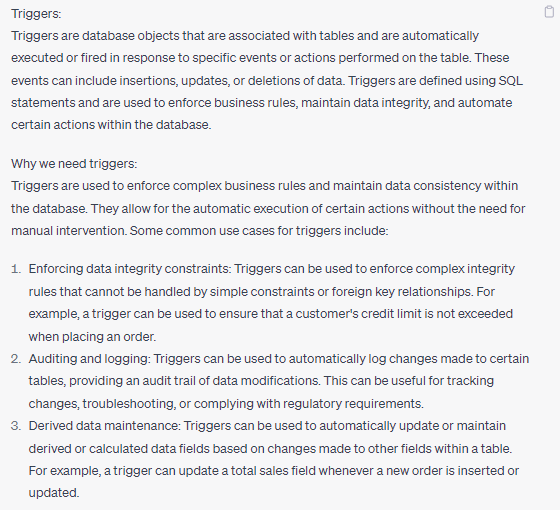 Triggers:
Triggers are database objects that are associated with tables and are automatically
executed or fired in response to specific events or actions performed on the table. These
events can include insertions, updates, or deletions of data. Triggers are defined using SQL
statements and are used to enforce business rules, maintain data integrity, and automate
certain actions within the database.
Why we need triggers:
Triggers are used to enforce complex business rules and maintain data consistency within
the database. They allow for the automatic execution of certain actions without the need for
manual intervention. Some common use cases for triggers include:
1. Enforcing data integrity constraints: Triggers can be used to enforce complex integrity
rules that cannot be handled by simple constraints or foreign key relationships. For
example, a trigger can be used to ensure that a customer's credit limit is not exceeded
when placing an order.
2. Auditing and logging: Triggers can be used to automatically log changes made to certain
tables, providing an audit trail of data modifications. This can be useful for tracking
changes, troubleshooting, or complying with regulatory requirements.
3. Derived data maintenance: Triggers can be used to automatically update or maintain
derived or calculated data fields based on changes made to other fields within a table.
For example, a trigger can update a total sales field whenever a new order is inserted or
updated.